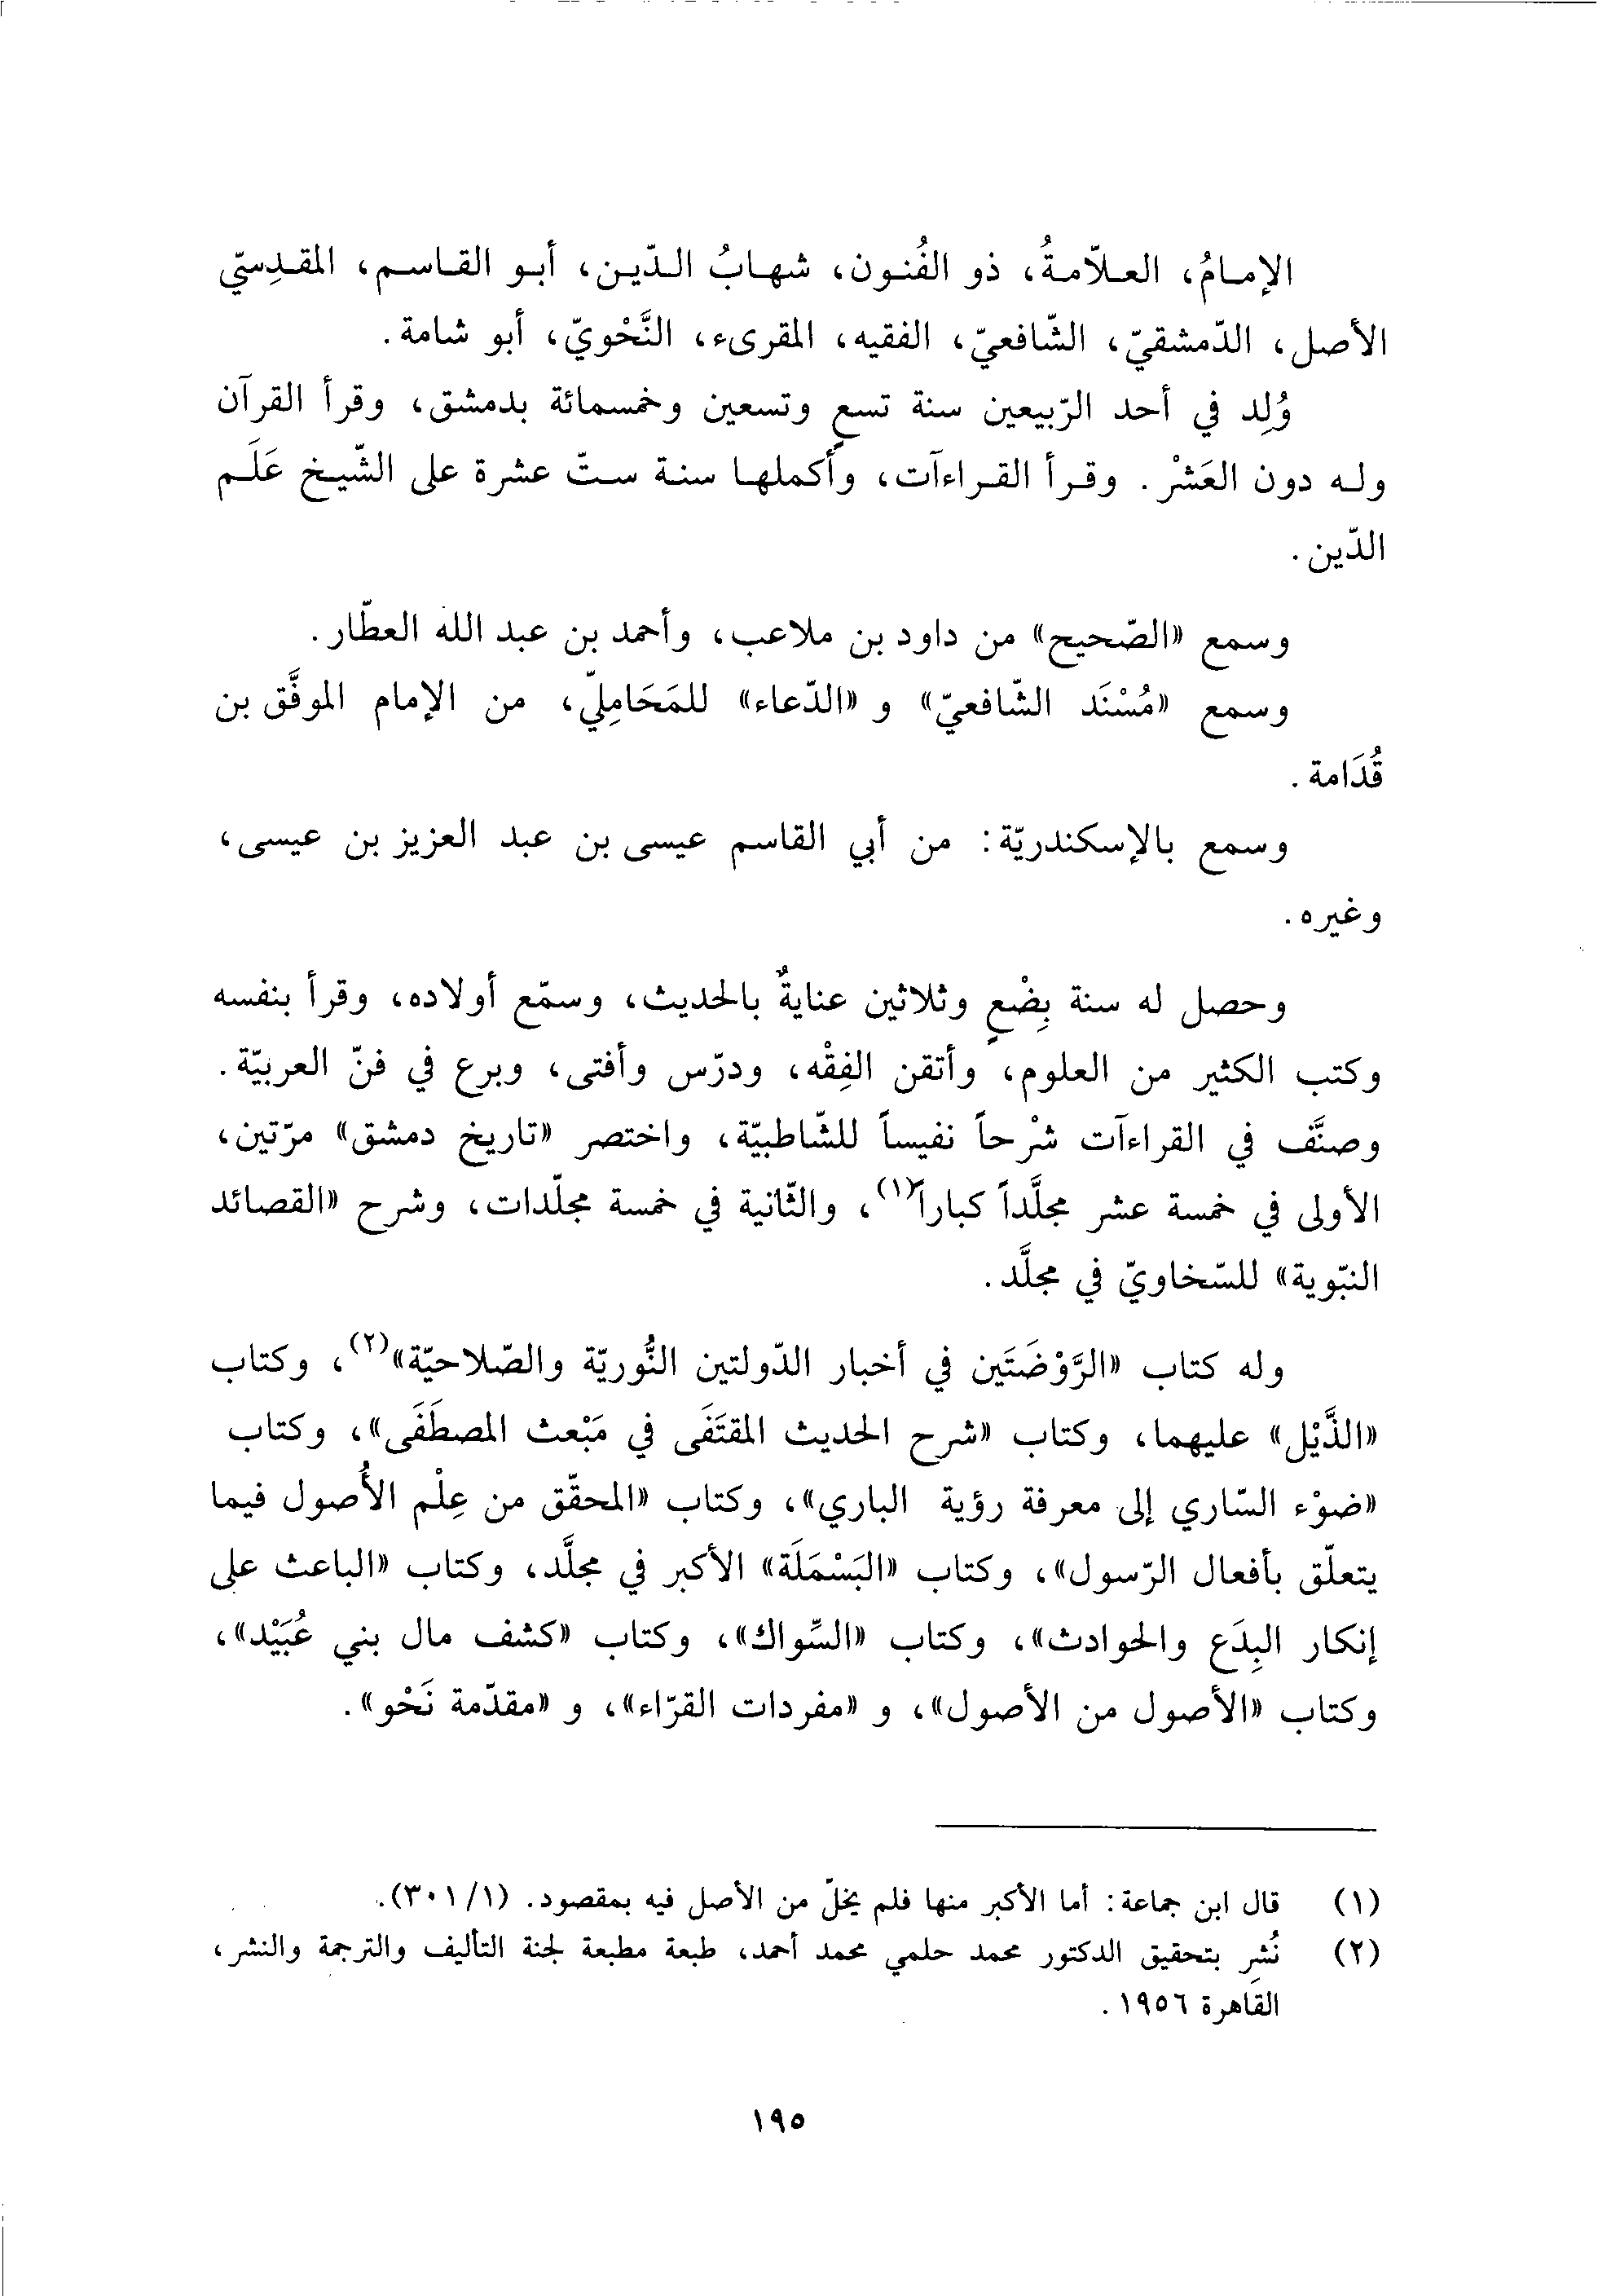 الإمامُ، العلاّمةُ، ذو الفُنون، شهابُ الدّين، أبو القاسم، المقدِسيّ
الأصل، الدّمشقيّ، الشّافعيّ، الفقيه، المقرىء، النَّحْويّ، أبو شامة.
وُلِد في أحد الرّبيعين سنة تسعٍ وتسعين وخمسمائة بدمشق، وقرأ القرآن
وله دون العَشْر. وقرأ القراءآت، وأكملها سنة ستّ عشرة على الشّيخ عَلَم
الدّين.
وسمع «الصّحيح» من داود بن ملاعب، وأحمد بن عبد الله العطّار.
وسمع «مُسْنَد الشّافعيّ» و «الدّعاء» للمَحَامِليّ، من الإمام الموفَّق بن
قُدَامة.
وسمع بالإسكندريّة: من أبي القاسم عيسى بن عبد العزيز بن عيسى،
وغيره.
وحصل له سنة بِضْعٍ وثلاثين عنايةٌ بالحديث، وسمّع أولاده، وقرأ بنفسه
وكتب الكثير من العلوم، وأتقن الفِقْه، ودرّس وأفتى، وبرع في فنّ العربيّة.
وصنَّف في القراءآت شرْحاً نفيساً للشّاطبيّة، واختصر «تاريخ دمشق» مرّتين،
الأولى في خمسة عشر مجلَّداً كباراً(١)، والثّانية في خمسة مجلّدات، وشرح «القصائد
النبّوية» للسّخاويّ في مجلَّد.
وله كتاب «الرَّوْضَتَين في أخبار الدّولتين النُّوريّة والصّلاحيّة»(٢)، وكتاب
«الذَّيْل» عليهما، وكتاب «شرح الحديث المقتَفَى في مَبْعث المصطَفَى»، وكتاب
«ضوْء السّاري إلى معرفة رؤية الباري»، وكتاب «المحقّق من عِلْم الأُصول فيما
يتعلّق بأفعال الرّسول»، وكتاب «البَسْمَلَة» الأكبر في مجلَّد، وكتاب «الباعث على
إنكار البِدَع والحوادث»، وكتاب «السِّواك»، وكتاب «كشف مال بني عُبَيْد»،
وكتاب «الأصول من الأصول»، و «مفردات القرّاء»، و «مقدّمة نَحْو».
(١) قال ابن جماعة: أما الأكبر منها فلم يخلّ من الأصل فيه بمقصود. (٣٠١/١).
(٢) نُشِر بتحقيق الدكتور محمد حلمي محمد أحمد، طبعة مطبعة لجنة التأليف والترجمة والنشر،
القاهرة ١٩٥٦.
١٩٥